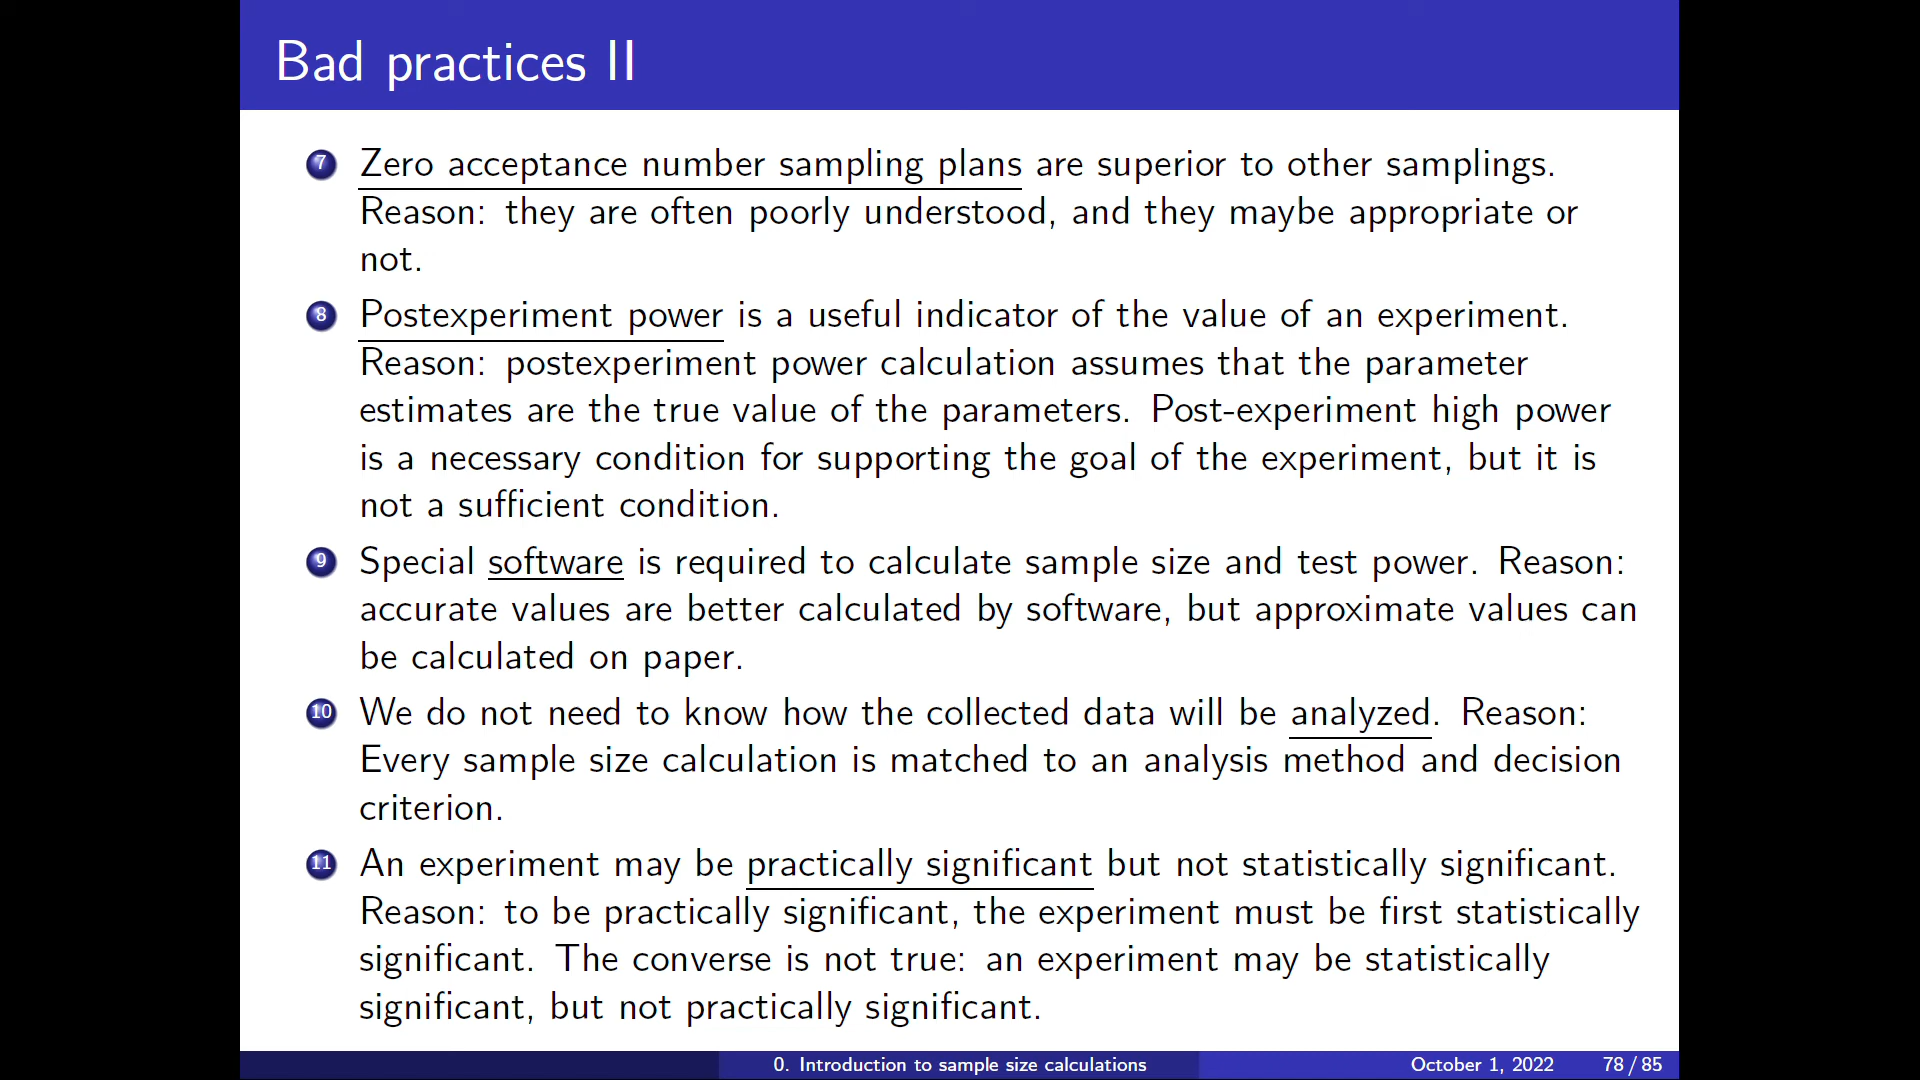 Bad practices II
7 Zero acceptance number sampling plans are superior to other samplings.
Reason: they are often poorly understood, and they maybe appropriate or
not.
8 Postexperiment power is a useful indicator of the value of an experiment.
Reason: postexperiment power calculation assumes that the parameter
estimates are the true value of the parameters. Post-experiment high power
is a necessary condition for supporting the goal of the experiment, but it is
not a sufficient condition.
9 Special software is required to calculate sample size and test power. Reason:
accurate values are better calculated by software, but approximate values can
be calculated on paper.
10 We do not need to know how the collected data will be analyzed. Reason:
Every sample size calculation is matched to an analysis method and decision
criterion.
11 An experiment may be practically significant but not statistically significant.
Reason: to be practically significant, the experiment must be first statistically
significant. The converse is not true: an experiment may be statistically
significant, but not practically significant.
0. Introduction to sample size calculations October 1, 2022 78 / 85